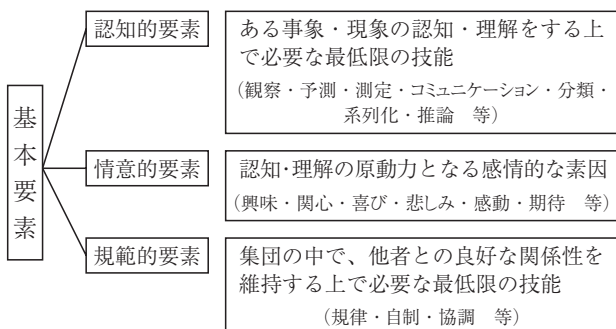 基本要素
認知的要素
ある事象・現象の認知・理解をする上
で必要な最低限の技能
（観察・予測・測定・コミュニケーション・分類・
系列化・推論　等）
情意的要素
認知・理解の原動力となる感情的な素因
（興味・関心・喜び・悲しみ・感動・期待　等）
規範的要素
集団の中で、他者との良好な関係性を
維持する上で必要な最低限の技能
（規律・自制・協調　等）